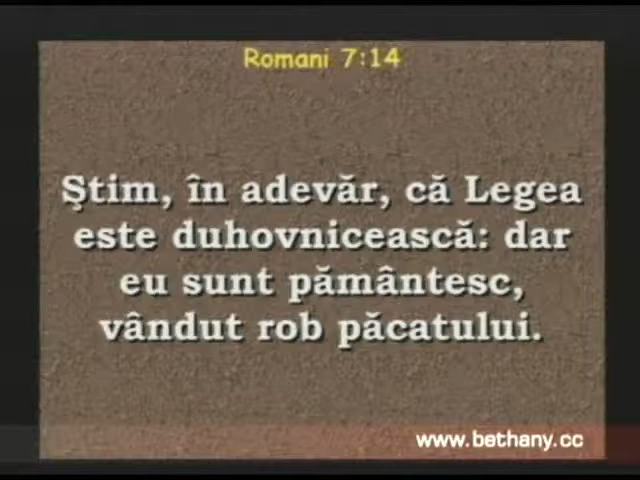 Romani 7:14
Ştim, în adevăr, că Legea
este duhovnicească: dar
eu sunt pământesc,
vândut rob păcatului.
www.bethany.cc